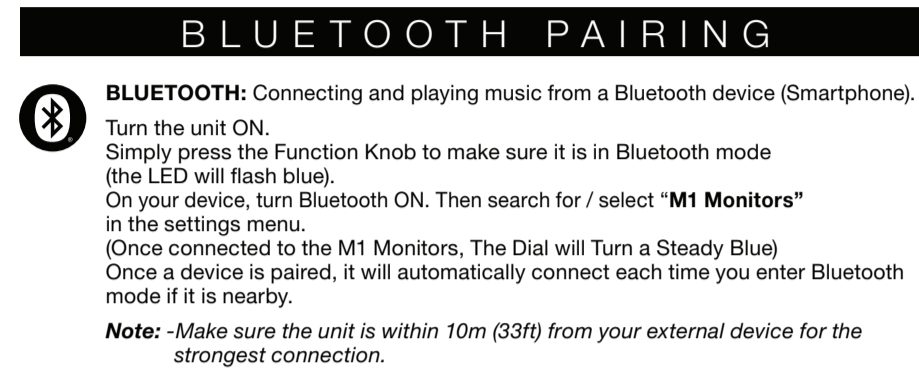 BLUETOOTH PAIRING
BLUETOOTH: Connecting and playing music from a Bluetooth device (Smartphone).
Turn the unit ON.
Simply press the Function Knob to make sure it is in Bluetooth mode
(the LED will flash blue).
On your device, turn Bluetooth ON. Then search for / select “M1 Monitors”
in the settings menu.
(Once connected to the M1 Monitors, The Dial will Turn a Steady Blue)
Once a device is paired, it will automatically connect each time you enter Bluetooth
mode if it is nearby.
Note: -Make sure the unit is within 10m (33ft) from your external device for the
strongest connection.